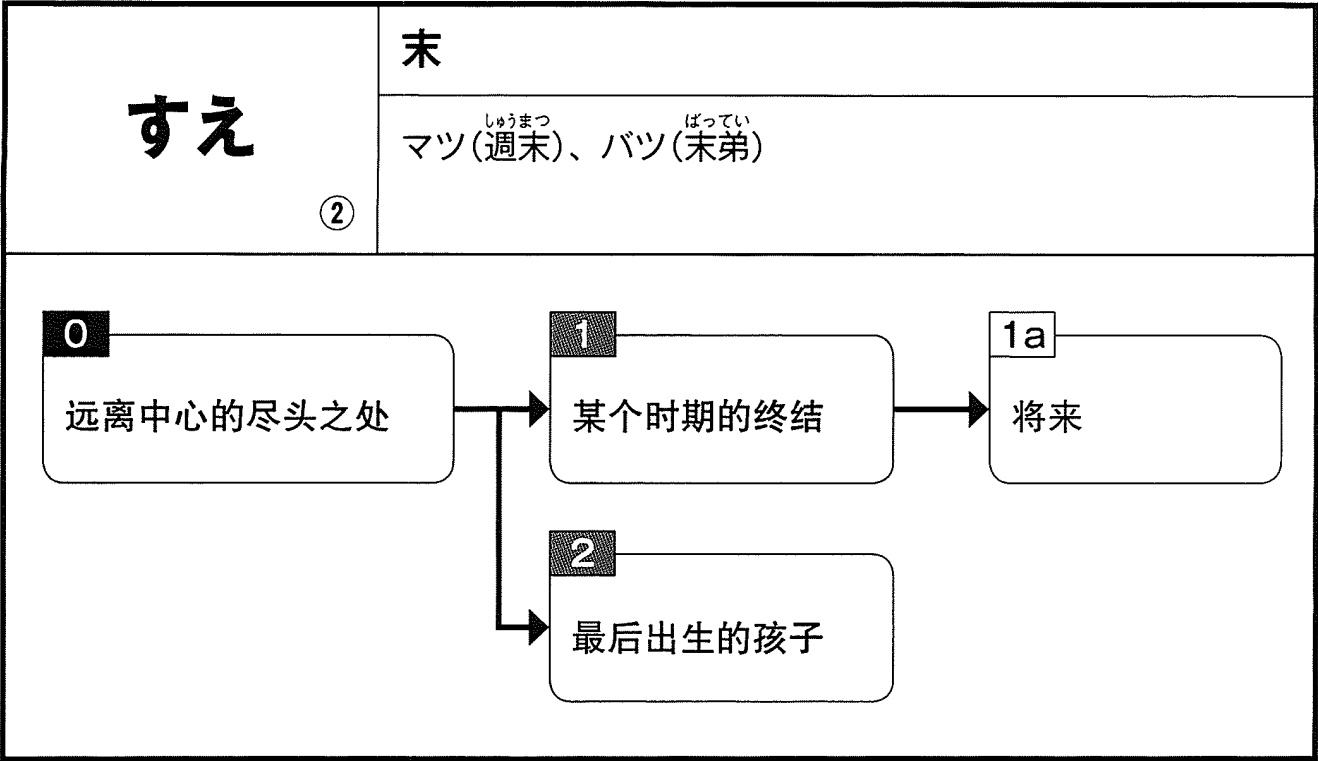 すえ
②
末
しゅうまつ ばってい
マツ(週末)、バツ(末弟)
0
远离中心的尽头之处
1
某个时期的终结
1a
将来
2
最后出生的孩子